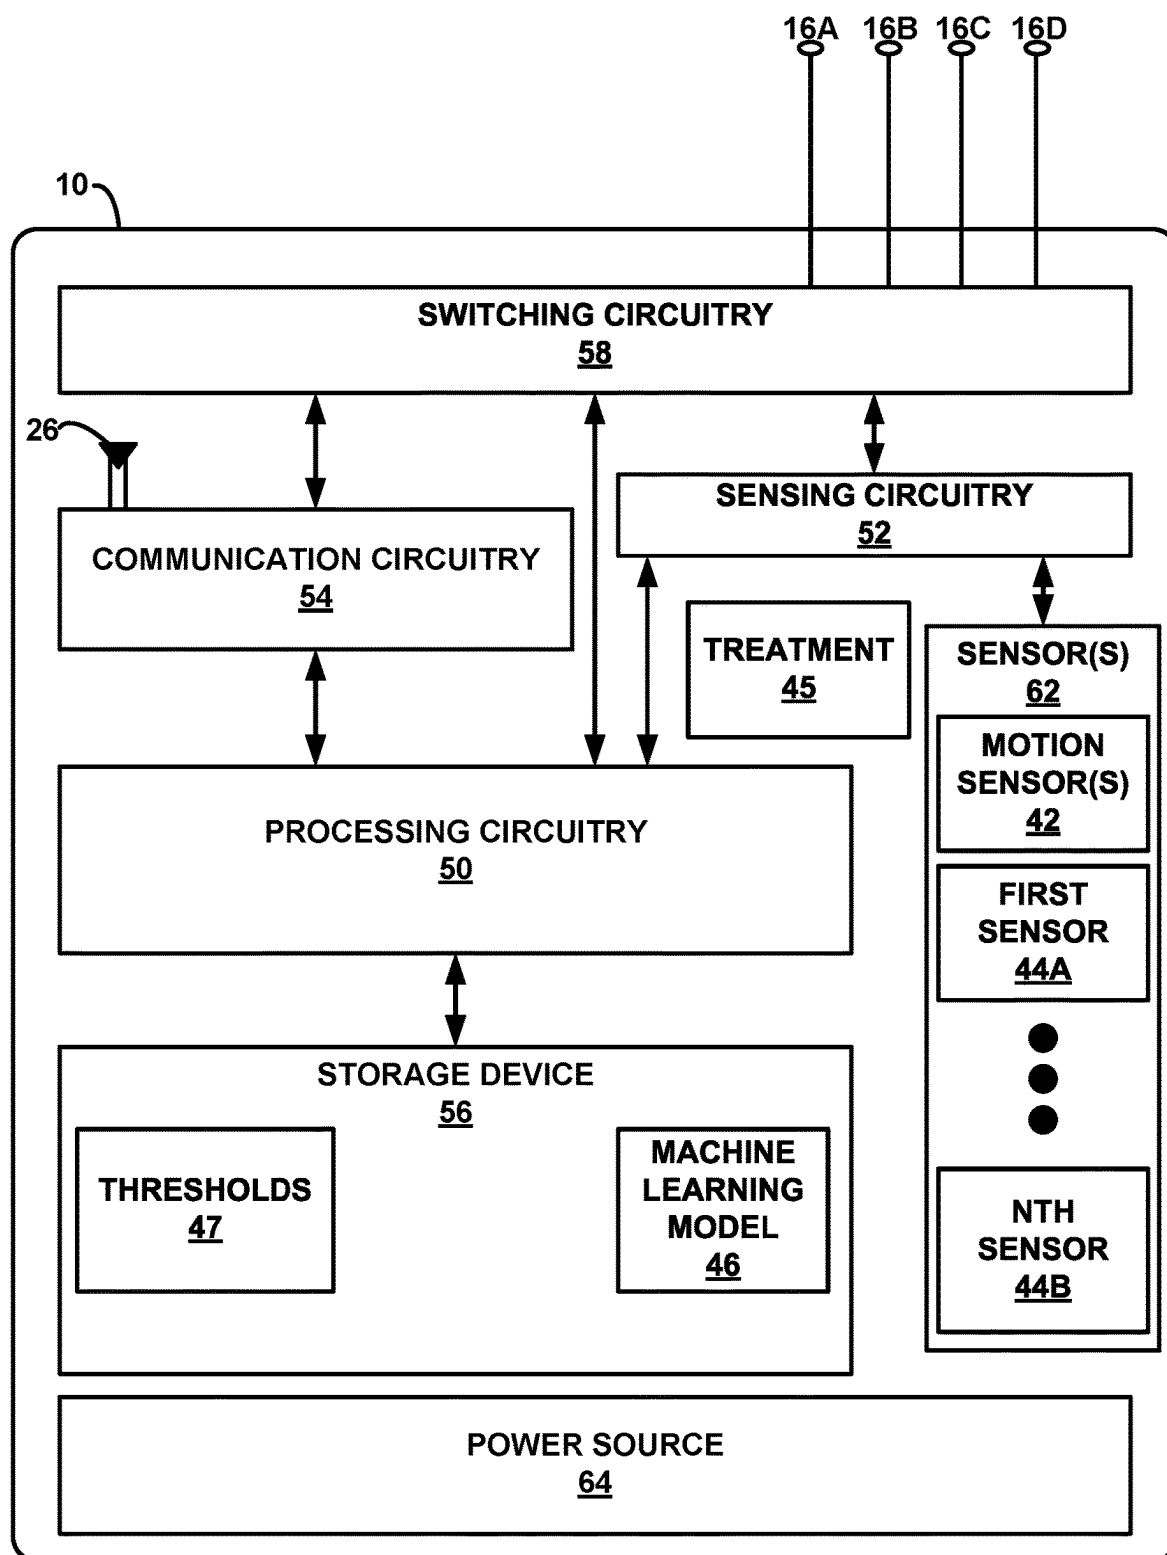 16A 16B 16C 16D
10
SWITCHING CIRCUITRY
58
26
SENSING CIRCUITRY
52
COMMUNICATION CIRCUITRY
54
TREATMENT
45
SENSOR(S)
62
MOTION
SENSOR(S)
42
PROCESSING CIRCUITRY
50
FIRST
SENSOR
44A
STORAGE DEVICE
56
THRESHOLDS
47
MACHINE
LEARNING
MODEL
46
NTH
SENSOR
44B
POWER SOURCE
64